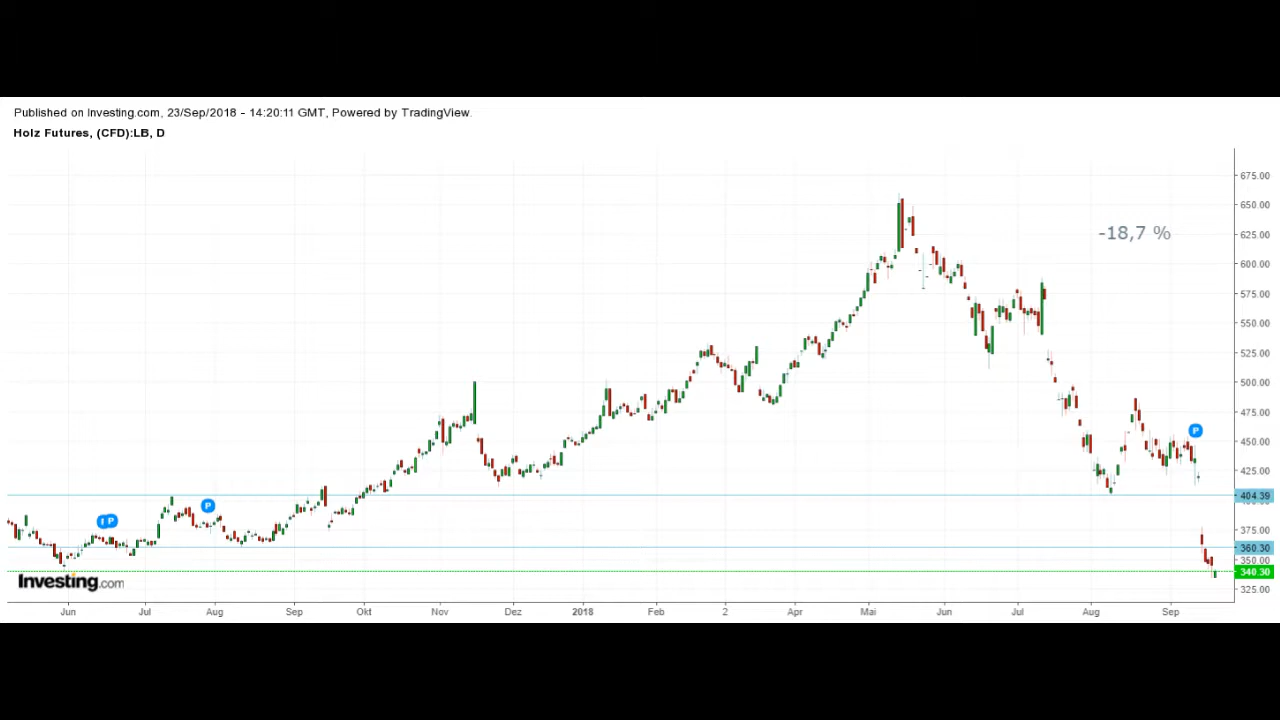 Published on Investing.com, 23/Sep/2018 - 14:20:11 GMT, Powered by TradingView.
Holz Futures, (CFD):LB, D
675.00
650.00
-18,7 %
625.00
600.00
575.00
550.00
525.00
500.00
475.00
P
450.00
425.00
404.39
P
P
375.00
360.30
350.00
340.30
Investing.com
325.00
Jun Jul Aug Sep Okt Nov Dez 2018 Feb 2 Apr Mai Jun Jul Aug Sep